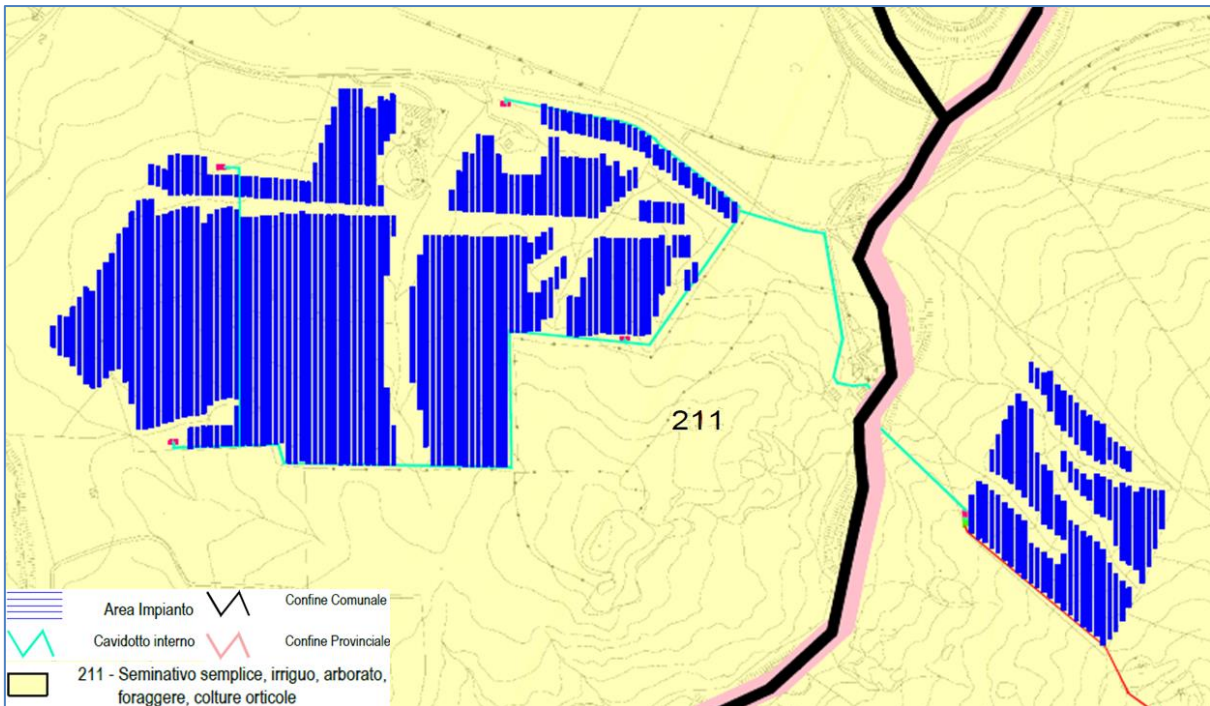 211
Area Impianto
Confine Comunale
Cavidotto interno
Confine Provinciale
211 - Seminativo semplice, irriguo, arborato,
foraggere, colture orticole